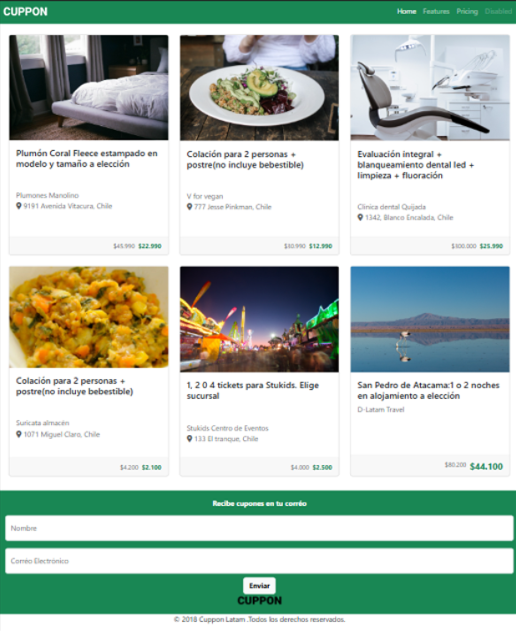 CUPPON
Home Features Pricing Disabled
Plumón Coral Fleece estampado en
modelo y tamaño a elección
Plumones Manolino
9191 Avenida Vitacura, Chile
$45.990 $22.990
Colación para 2 personas +
postre(no incluye bebestible)
V for vegan
777 Jesse Pinkman, Chile
$30.990 $12.990
Evaluación integral +
blanqueamiento dental led +
limpieza + fluoración
Clínica dental Quijada
1342, Blanco Encalada, Chile
$300.000 $25.990
Colación para 2 personas +
postre(no incluye bebestible)
Suricata almacén
1071 Miguel Claro, Chile
$4.200 $2.100
1, 2 0 4 tickets para Stukids. Elige
sucursal
Stukids Centro de Eventos
133 El tranque, Chile
$4.000 $2.500
San Pedro de Atacama:1 o 2 noches
en alojamiento a elección
D-Latam Travel
$80.200 $44.100
Recibe cupones en tu corréo
Nombre
Corréo Electrónico
Enviar
CUPPON
© 2018 Cuppon Latam .Todos los derechos reservados.